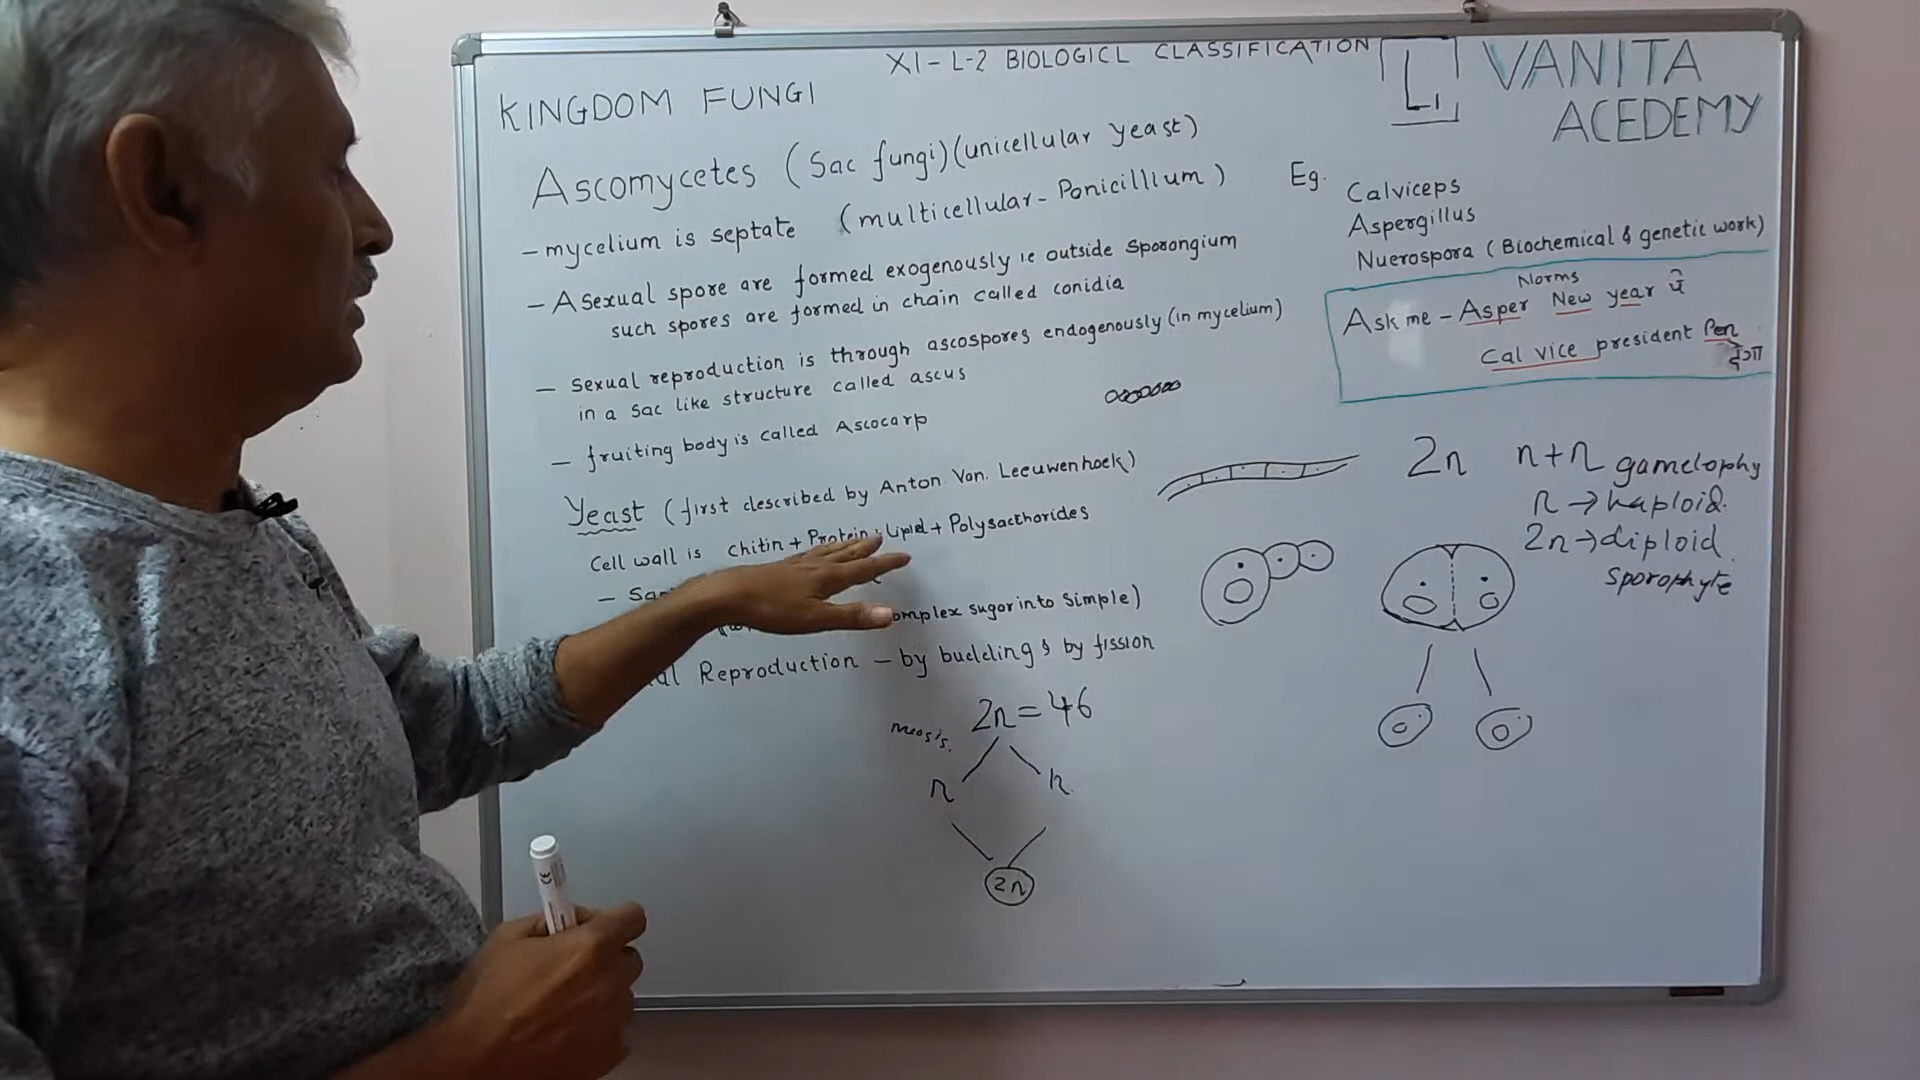 XI - L-2 BIOLOGICL CLASSIFICATION
L1
VANITA
ACEDEMY
KINGDOM FUNGI
Ascomycetes (Sac fungi)(unicellular yeast)
- mycelium is septate (multicellular - Penicillium)
- Asexual spore are formed exogenously i.e outside Sporongium
such spores are formed in chain called conidia
- Sexual reproduction is through ascospores endogenously (in mycelium)
in a sac like structure called ascus
- fruiting body is called Ascocarp
Yeast (first described by Anton Van. Leeuwenhoek)
Cell wall is chitin + Protein + Lipid + Polysaccharides
omplex sugar into Simple)
Reproduction - by budding & by fission
2n = 46
n n
2n
Eg. Calviceps
Aspergillus
Nuerospora (Biochemical & genetic work)
Norms
Ask me - Asper New year पे
Cal vice president Pen
देगा
2n n+n gametophy
n → haploid.
2n → diploid
sporophyte